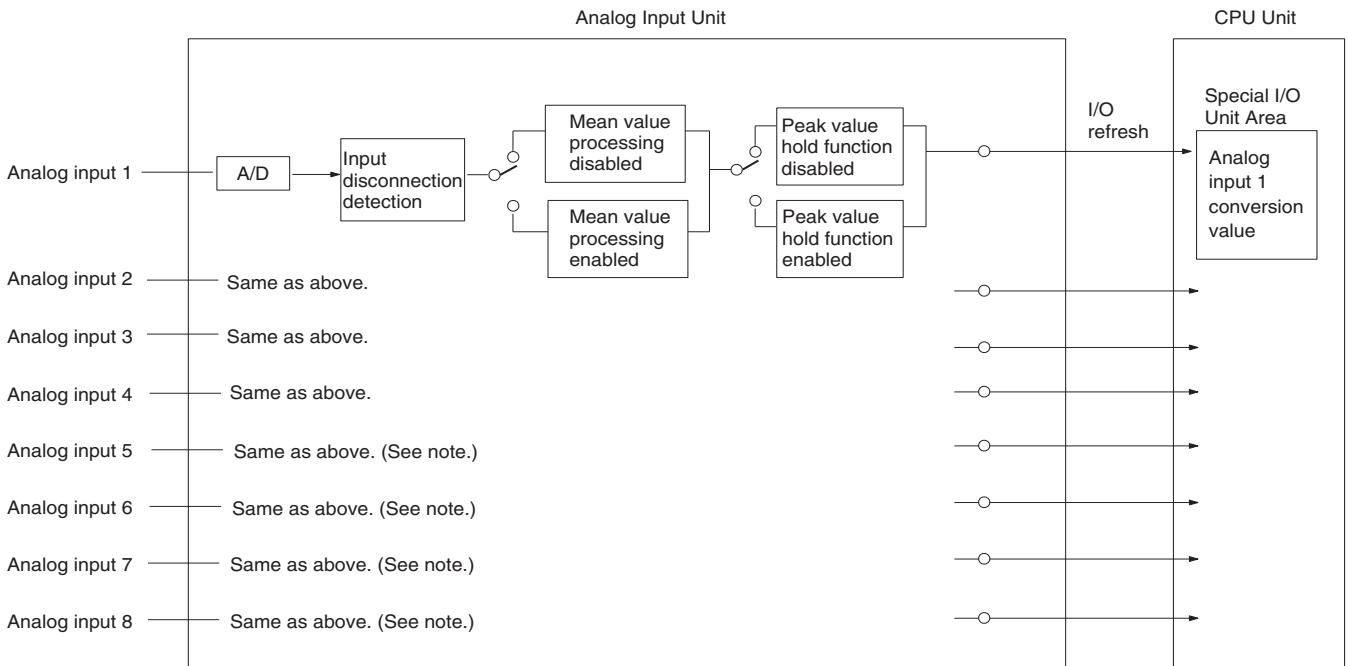 Analog Input Unit
CPU Unit
I/O
refresh
Special I/O
Unit Area
Analog input 1
A/D
Input
disconnection
detection
Mean value
processing
disabled
Mean value
processing
enabled
Peak value
hold function
disabled
Peak value
hold function
enabled
Analog
input 1
conversion
value
Analog input 2
Same as above.
Analog input 3
Same as above.
Analog input 4
Same as above.
Analog input 5
Same as above. (See note.)
Analog input 6
Same as above. (See note.)
Analog input 7
Same as above. (See note.)
Analog input 8
Same as above. (See note.)